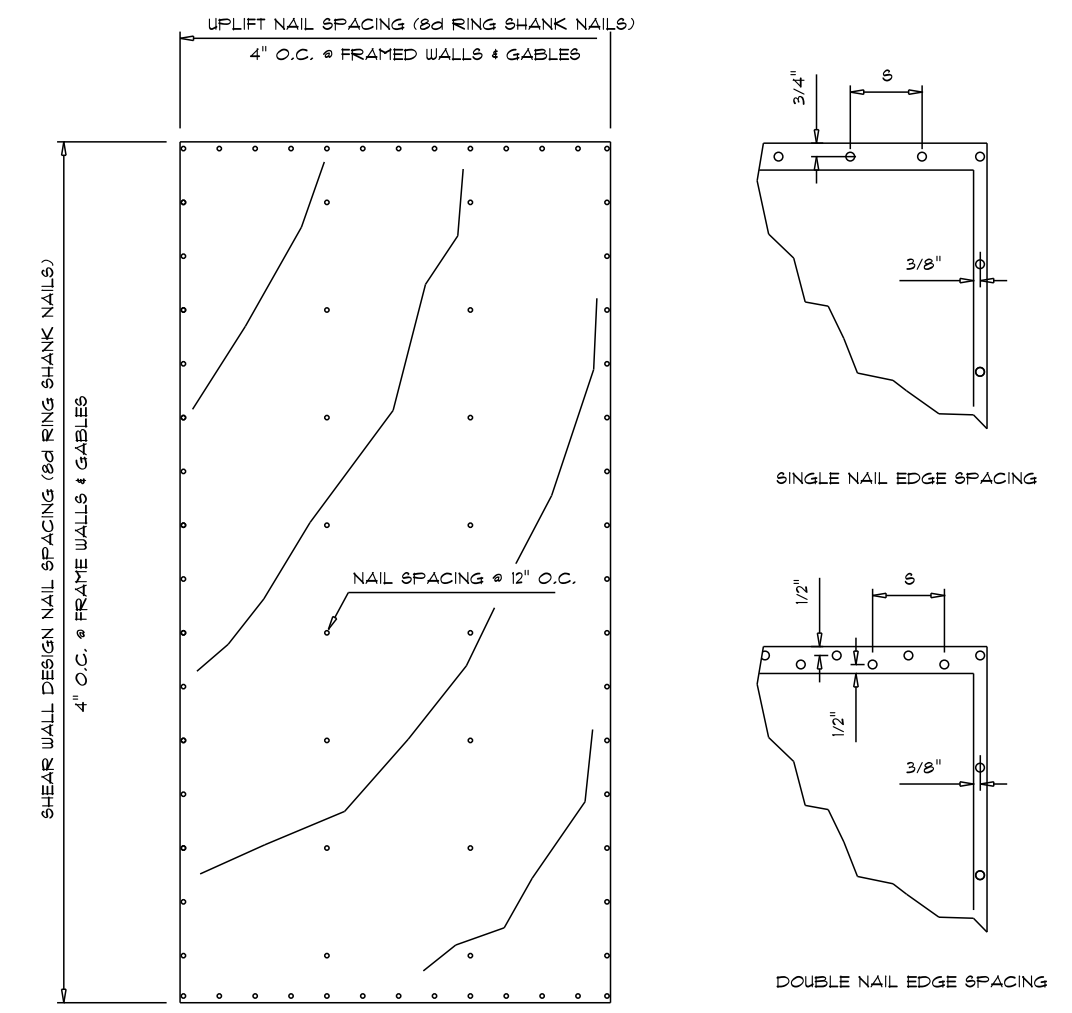 UPLIFT NAIL SPACING (8d RING SHANK NAILS)
4" O.C. @ FRAMED WALLS & GABLES
SHEAR WALL DESIGN NAIL SPACING (8d RING SHANK NAILS)
4" O.C. @ FRAME WALLS & GABLES
NAIL SPACING @ 12" O.C.
3/4"
S
3/8"
SINGLE NAIL EDGE SPACING
1/2"
S
1/2"
3/8"
DOUBLE NAIL EDGE SPACING